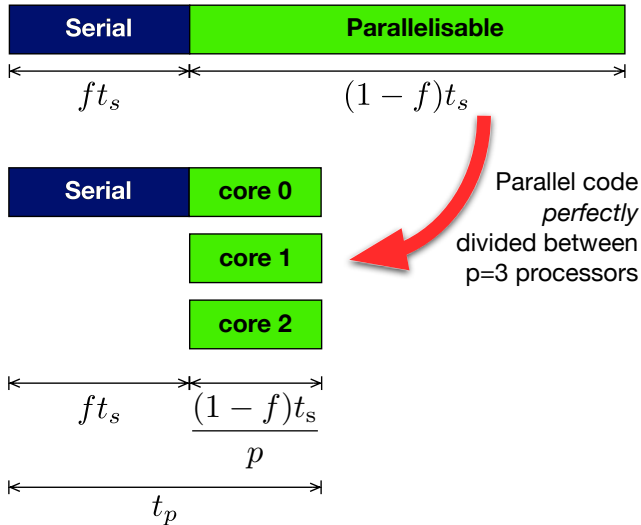 Serial Parallelisable
ft_s (1 − f)t_s
Serial core 0
Parallel code
perfectly
core 1
divided between
p=3 processors
core 2
ft_s (1 − f)t_s
p
t_p